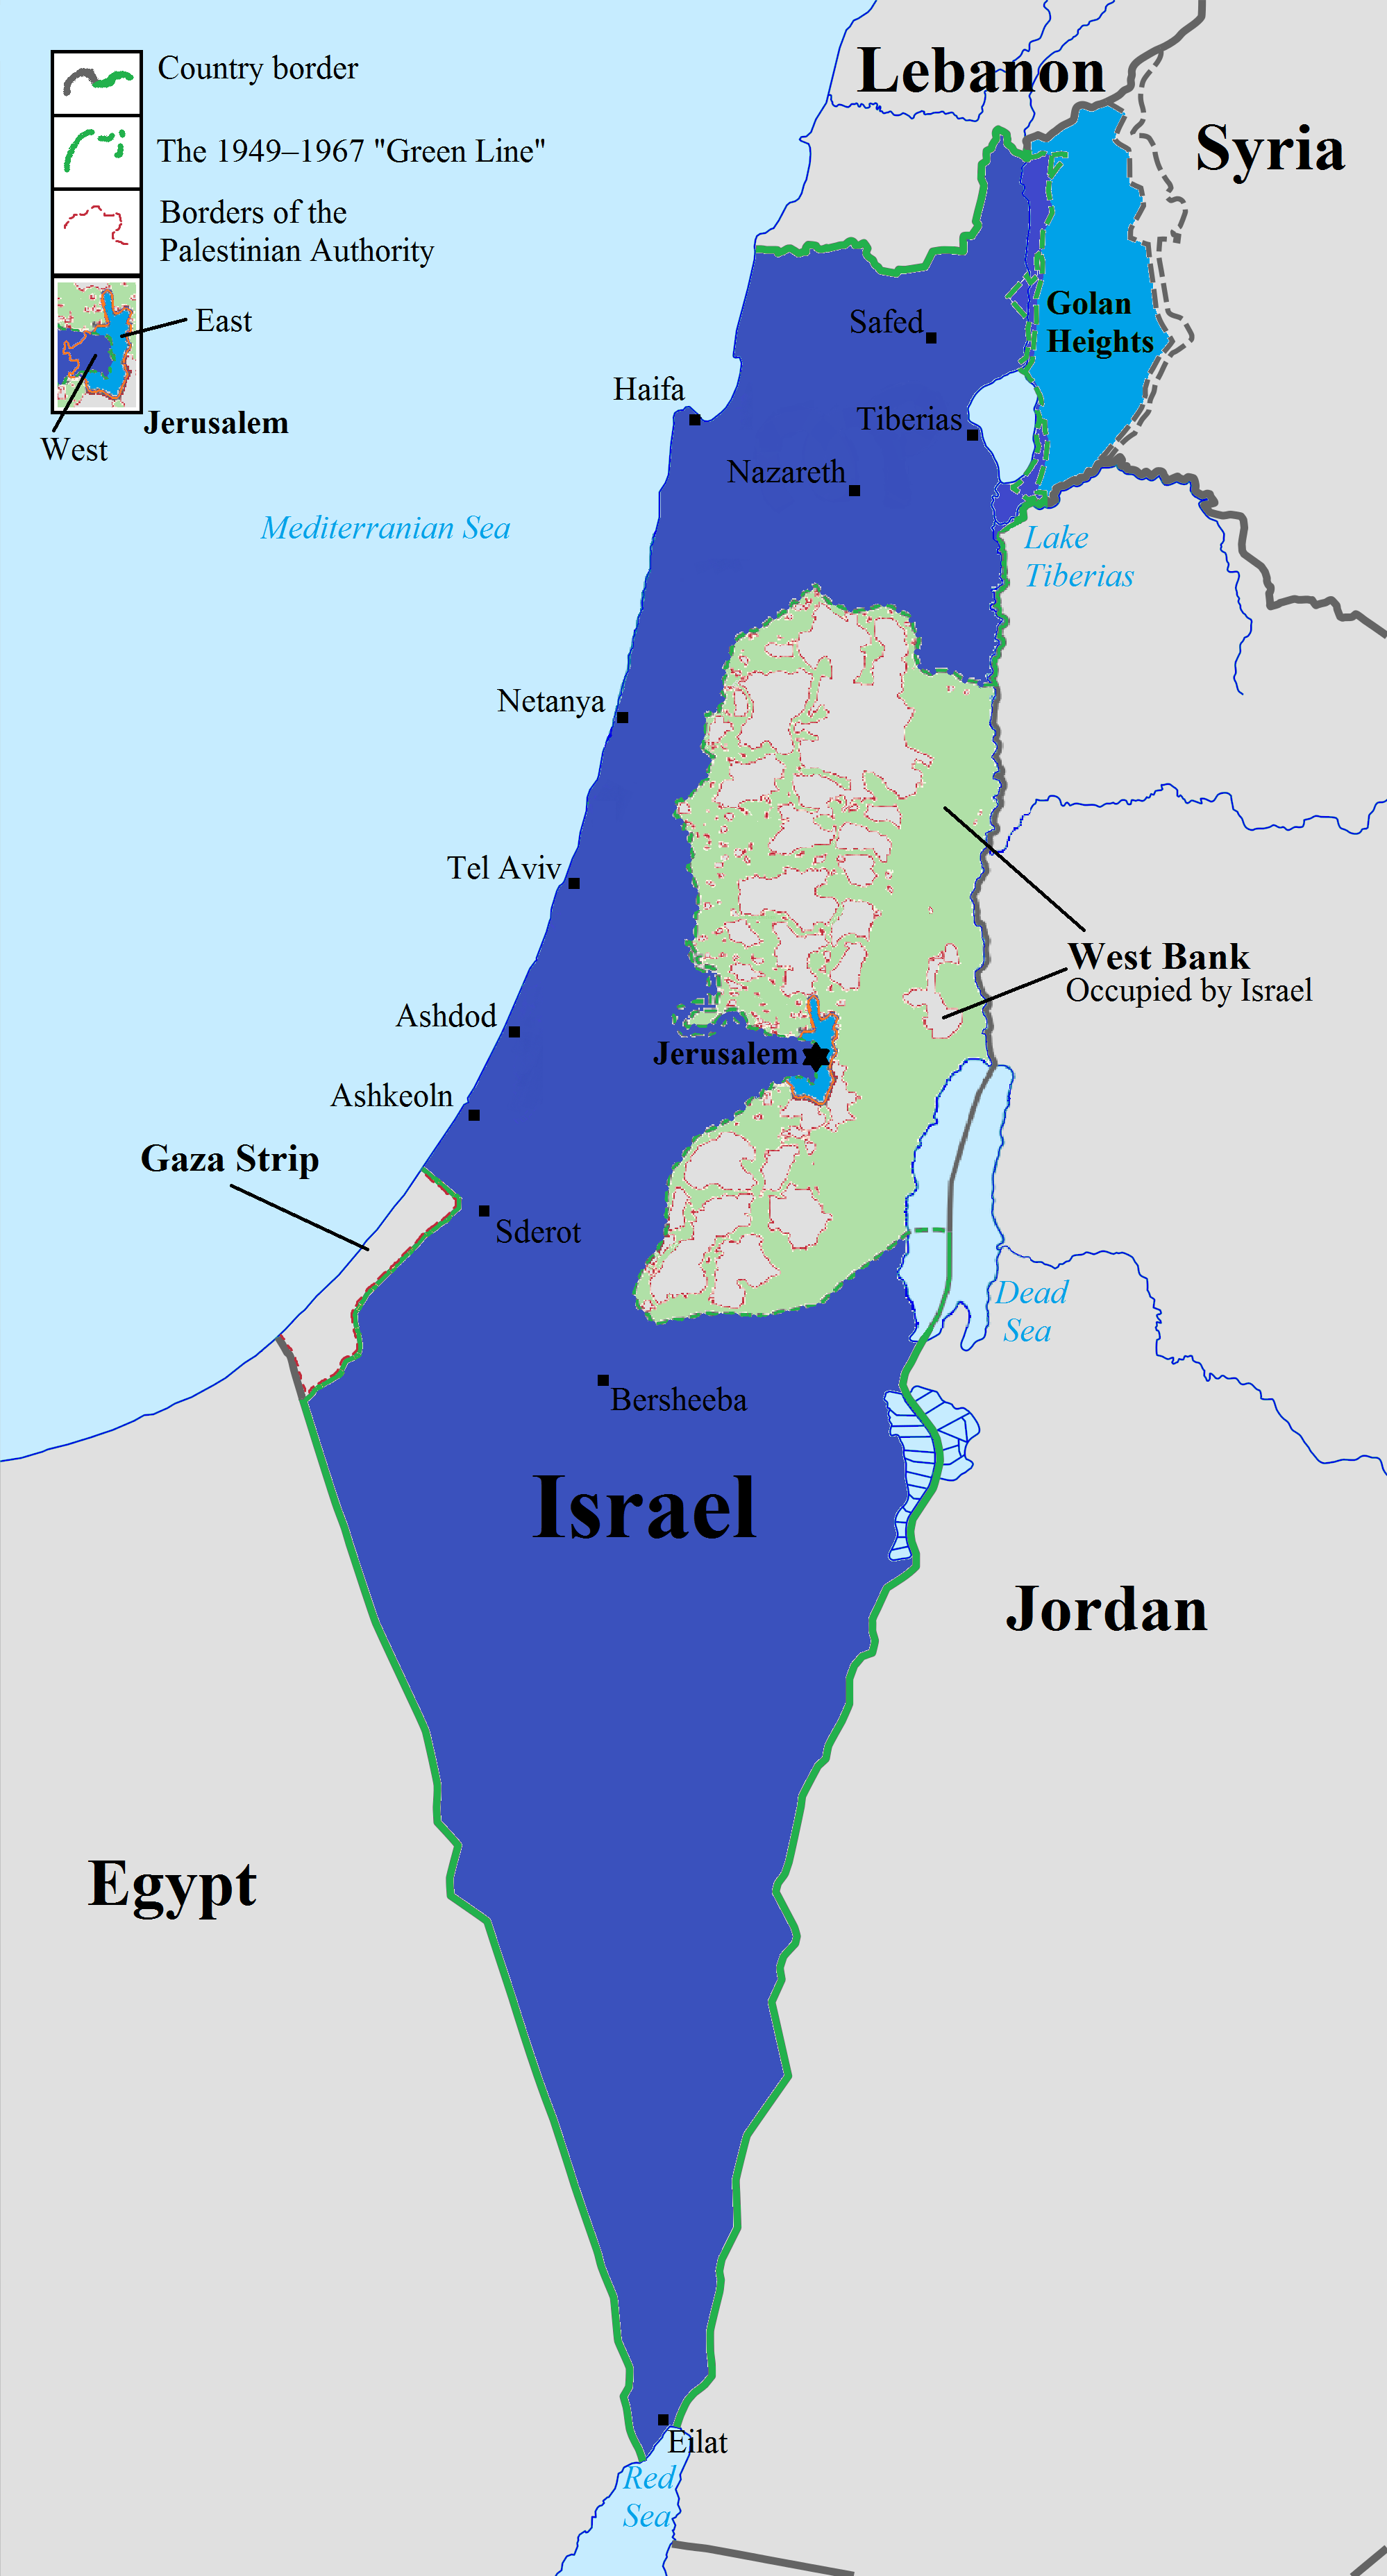 Country border
The 1949–1967 "Green Line"
Borders of the
Palestinian Authority
East
West
Jerusalem
Lebanon
Syria
Golan
Heights
Safed
Haifa
Tiberias
Nazareth
Mediterranian Sea
Lake
Tiberias
Netanya
Tel Aviv
West Bank
Occupied by Israel
Ashdod
Jerusalem
Ashkeoln
Gaza Strip
Sderot
Dead
Sea
Bersheeba
Israel
Jordan
Egypt
Eilat
Red
Sea